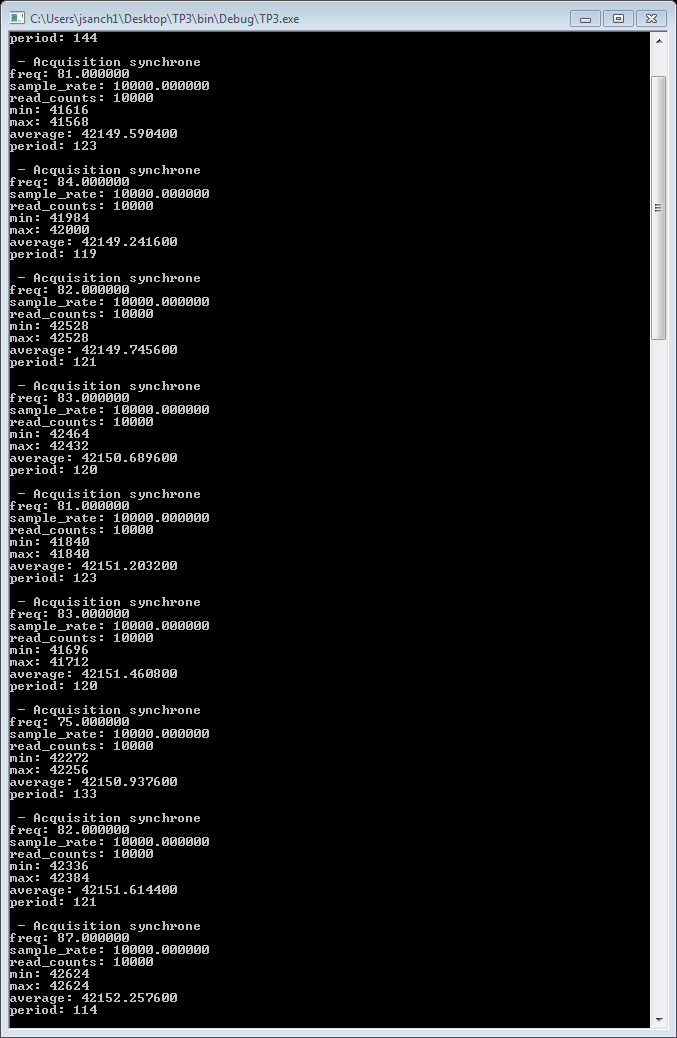 C:\Users\jsanch1\Desktop\TP3\bin\Debug\TP3.exe
period: 144
- Acquisition synchrone
freq: 81.000000
sample_rate: 10000.000000
read_counts: 10000
min: 41616
max: 41568
average: 42149.590400
period: 123
- Acquisition synchrone
freq: 84.000000
sample_rate: 10000.000000
read_counts: 10000
min: 41984
max: 42000
average: 42149.241600
period: 119
- Acquisition synchrone
freq: 82.000000
sample_rate: 10000.000000
read_counts: 10000
min: 42528
max: 42528
average: 42149.745600
period: 121
- Acquisition synchrone
freq: 83.000000
sample_rate: 10000.000000
read_counts: 10000
min: 42464
max: 42432
average: 42150.689600
period: 120
- Acquisition synchrone
freq: 81.000000
sample_rate: 10000.000000
read_counts: 10000
min: 41840
max: 41840
average: 42151.203200
period: 123
- Acquisition synchrone
freq: 83.000000
sample_rate: 10000.000000
read_counts: 10000
min: 41696
max: 41712
average: 42151.460800
period: 120
- Acquisition synchrone
freq: 75.000000
sample_rate: 10000.000000
read_counts: 10000
min: 42272
max: 42256
average: 42150.937600
period: 133
- Acquisition synchrone
freq: 82.000000
sample_rate: 10000.000000
read_counts: 10000
min: 42336
max: 42384
average: 42151.614400
period: 121
- Acquisition synchrone
freq: 87.000000
sample_rate: 10000.000000
read_counts: 10000
min: 42624
max: 42624
average: 42152.257600
period: 114